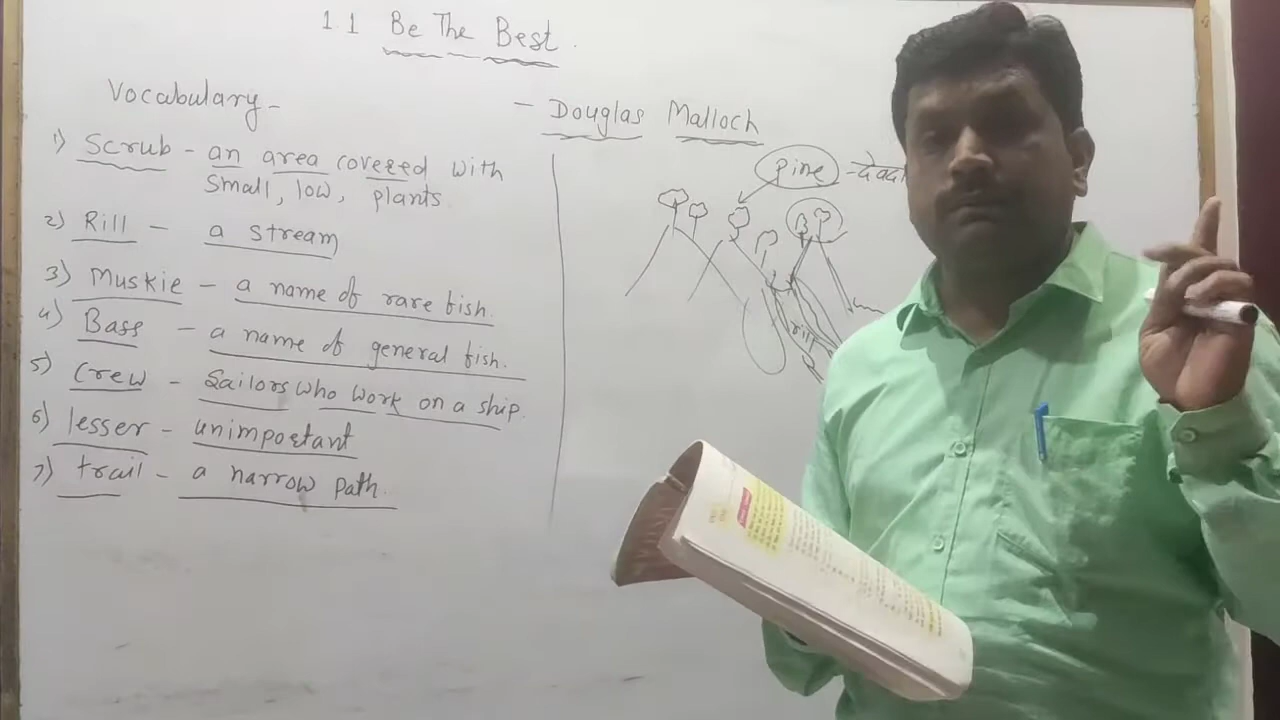 1.1 Be The Best.
Vocabulary -
- Douglas Malloch
1) Scrub - an area covered with
small, low, plants.
2) Rill - a stream
3) Muskie - a name of rare fish.
4) Bass - a name of general fish.
5) Crew - Sailors who work on a ship.
6) lesser - unimportant
7) trail - a narrow path.
pine
rill